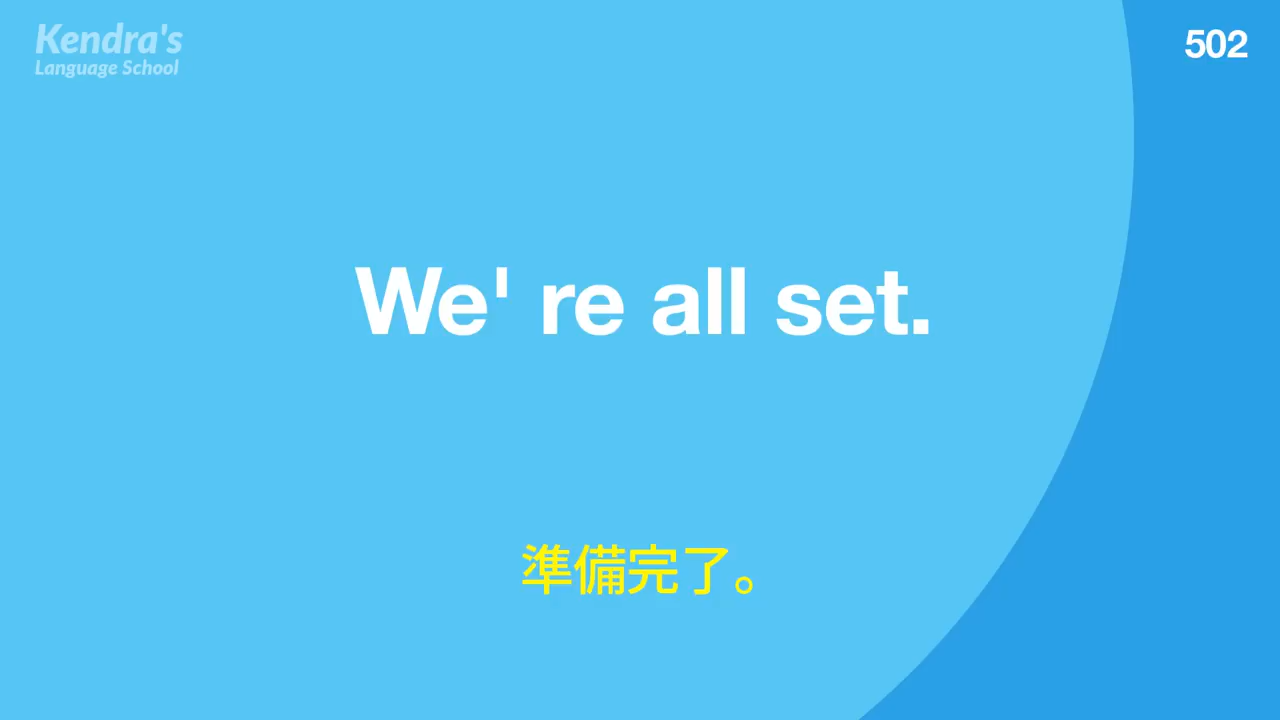 Kendra's
Language School
502
We' re all set.
準備完了。